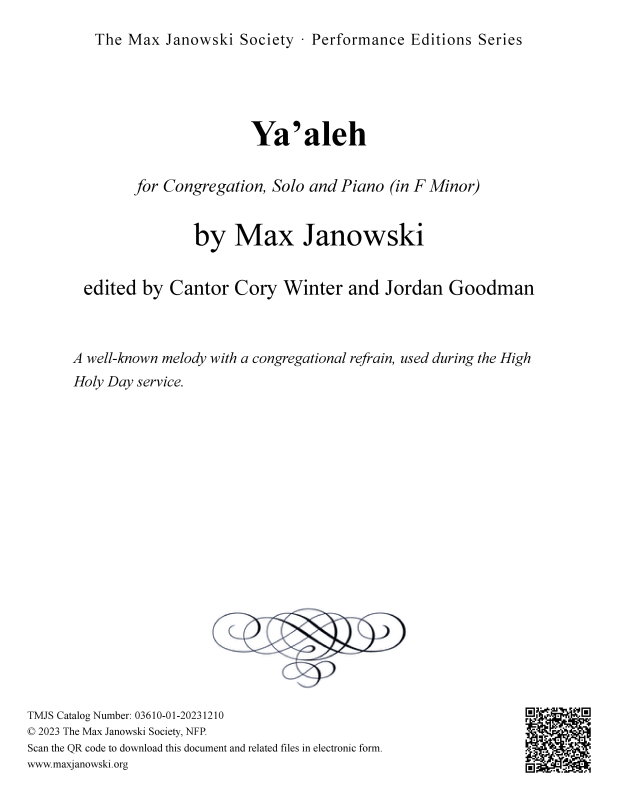 The Max Janowski Society · Performance Editions Series
Ya’aleh
for Congregation, Solo and Piano (in F Minor)
by Max Janowski
edited by Cantor Cory Winter and Jordan Goodman
A well-known melody with a congregational refrain, used during the High
Holy Day service.
TMJS Catalog Number: 03610-01-20231210
© 2023 The Max Janowski Society, NFP.
Scan the QR code to download this document and related files in electronic form.
www.maxjanowski.org